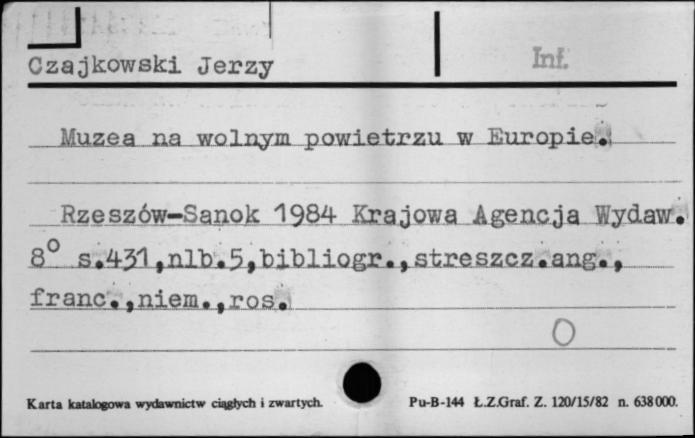 Czajkowski Jerzy
Inf.
Muzea na wolnym powietrzu w Europie.
Rzeszów-Sanok 1984 Krajowa Agencja Wydaw.
8° s.431,nlb.5,bibliogr.,streszcz.ang.,
franc.,niem.,ros.
Karta katalogowa wydawnictw ciągłych i zwartych.
Pu-B-144 Ł.Z.Graf. Z. 120/15/82 n. 638000.